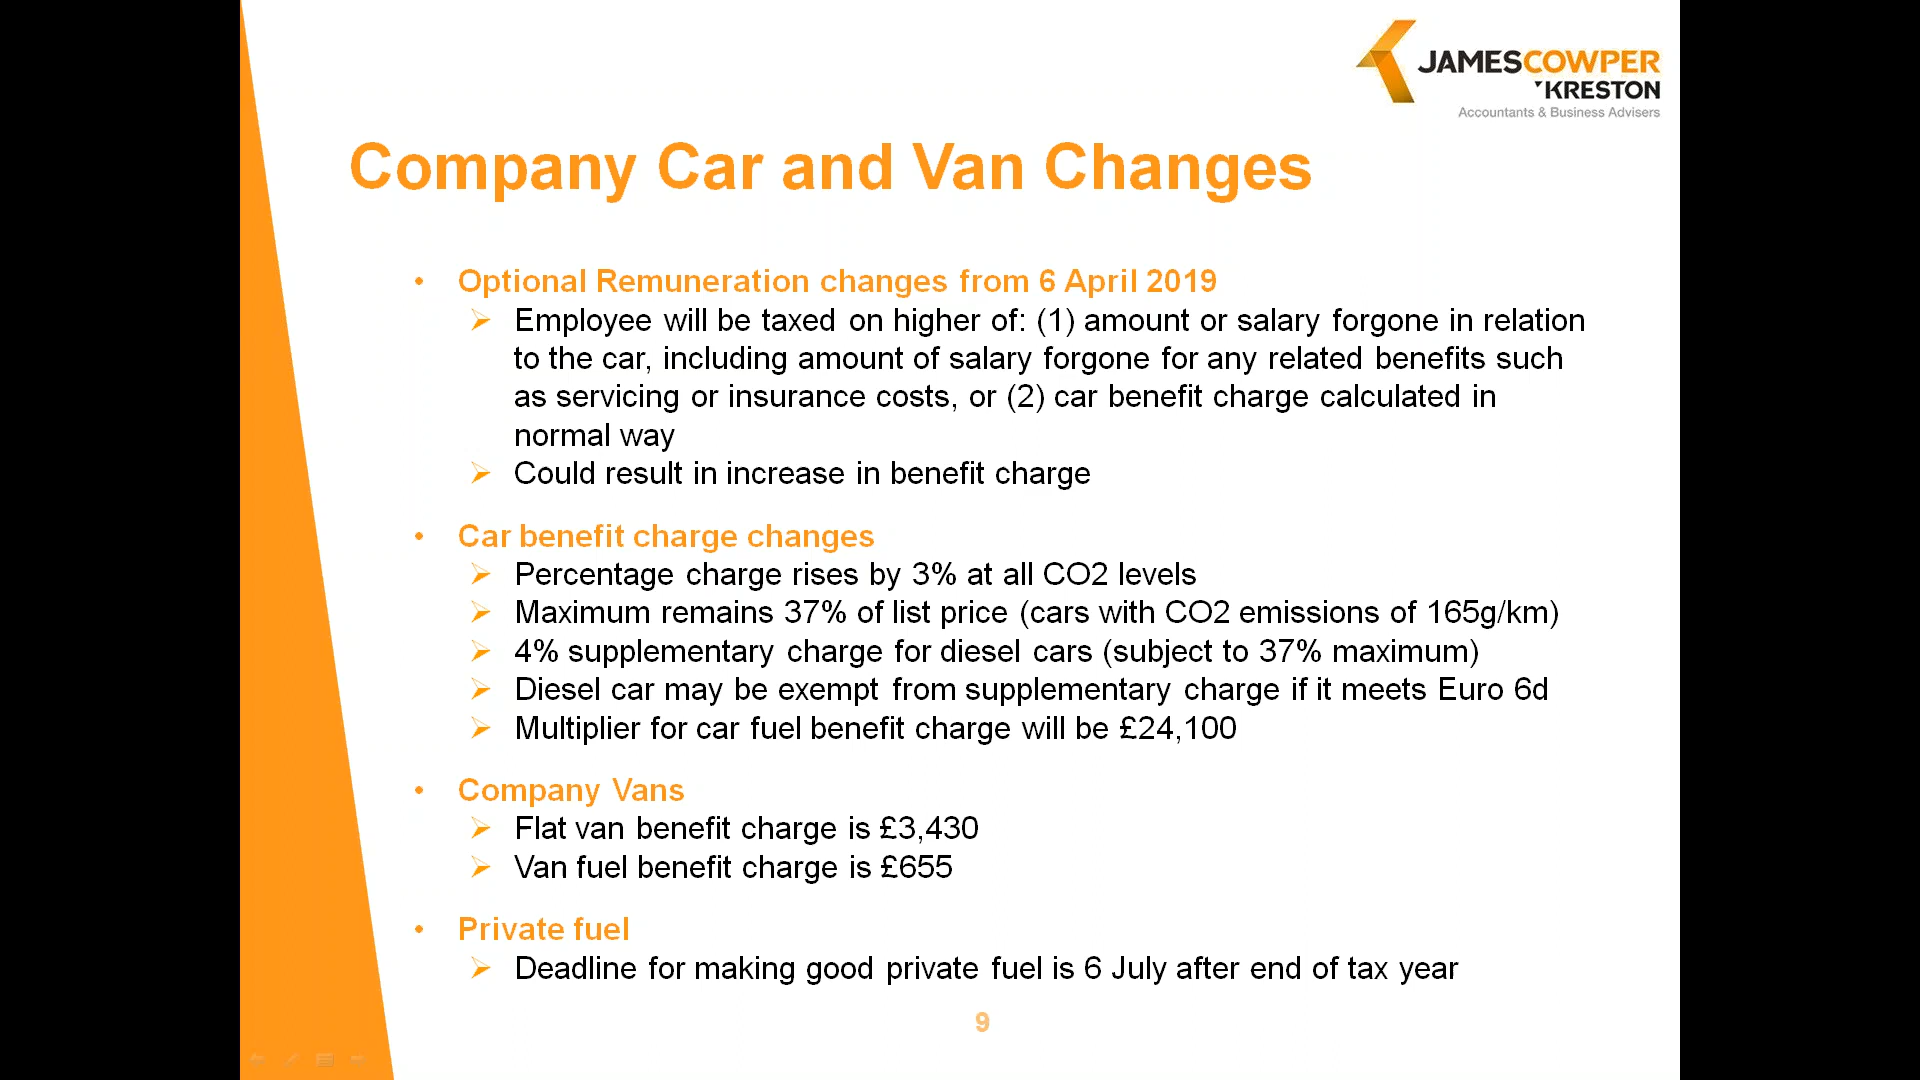 JAMESCOWPER
KRESTON
Accountants & Business Advisers
Company Car and Van Changes
• Optional Remuneration changes from 6 April 2019
➢ Employee will be taxed on higher of: (1) amount or salary forgone in relation
to the car, including amount of salary forgone for any related benefits such
as servicing or insurance costs, or (2) car benefit charge calculated in
normal way
➢ Could result in increase in benefit charge
• Car benefit charge changes
➢ Percentage charge rises by 3% at all CO2 levels
➢ Maximum remains 37% of list price (cars with CO2 emissions of 165g/km)
➢ 4% supplementary charge for diesel cars (subject to 37% maximum)
➢ Diesel car may be exempt from supplementary charge if it meets Euro 6d
➢ Multiplier for car fuel benefit charge will be £24,100
• Company Vans
➢ Flat van benefit charge is £3,430
➢ Van fuel benefit charge is £655
• Private fuel
➢ Deadline for making good private fuel is 6 July after end of tax year
9